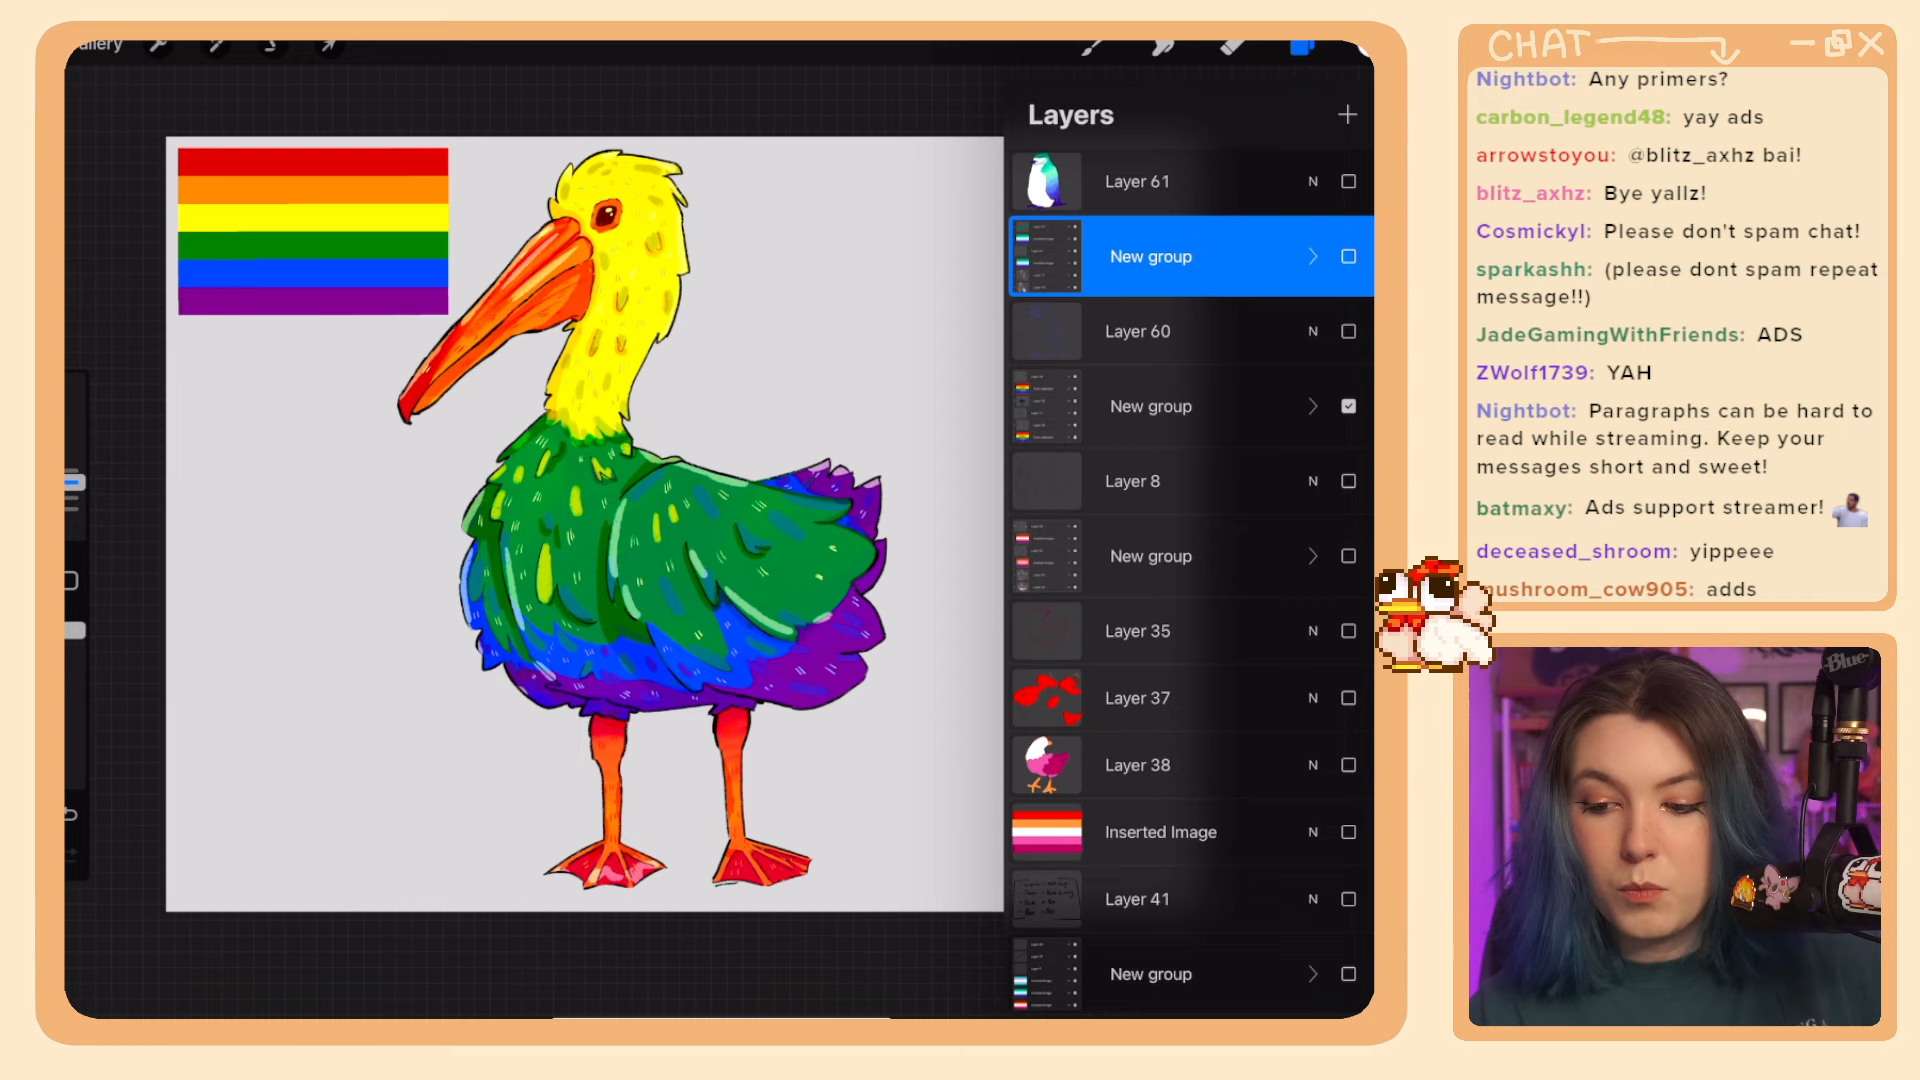 allery
Layers
Layer 61 N
New group
Layer 60 N
New group
Layer 8 N
New group
Layer 35 N
Layer 37 N
Layer 38 N
Inserted Image N
Layer 41 N
New group
CHAT
Nightbot: Any primers?
carbon_legend48: yay ads
arrowstoyou: @blitz_axhz bai!
blitz_axhz: Bye yallz!
Cosmickyl: Please don't spam chat!
sparkashh: (please dont spam repeat
message!!)
JadeGamingWithFriends: ADS
ZWolf1739: YAH
Nightbot: Paragraphs can be hard to
read while streaming. Keep your
messages short and sweet!
batmaxy: Ads support streamer!
deceased_shroom: yippeee
mushroom_cow905: adds
Blue